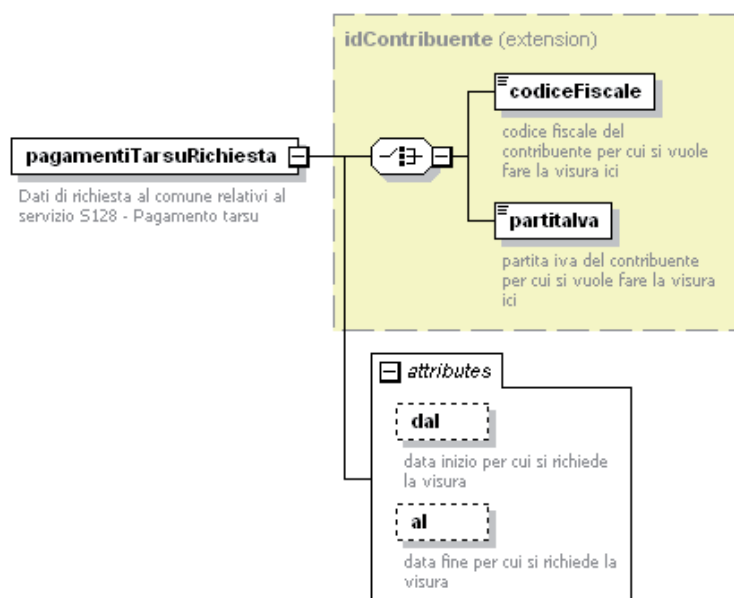 idContribuente (extension)
codiceFiscale
codice fiscale del
contribuente per cui si vuole
fare la visura ici
pagamentiTarsuRichiesta
Dati di richiesta al comune relativi al
servizio S128 - Pagamento tarsu
partitaIva
partita iva del contribuente
per cui si vuole fare la visura
ici
attributes
dal
data inizio per cui si richiede
la visura
al
data fine per cui si richiede la
visura